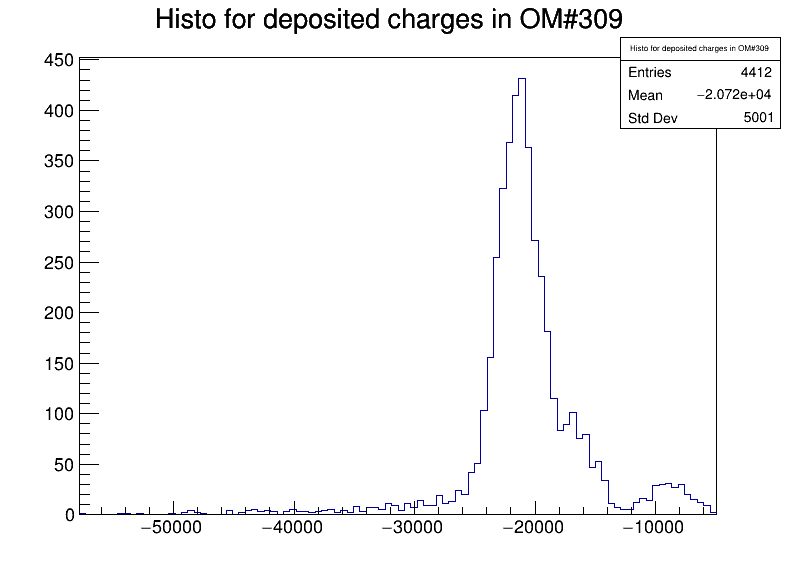 Histo for deposited charges in OM#309
Histo for deposited charges in OM#309
Entries 4412
Mean −2.072e+04
Std Dev 5001
450
400
350
300
250
200
150
100
50
0
−50000 −40000 −30000 −20000 −10000